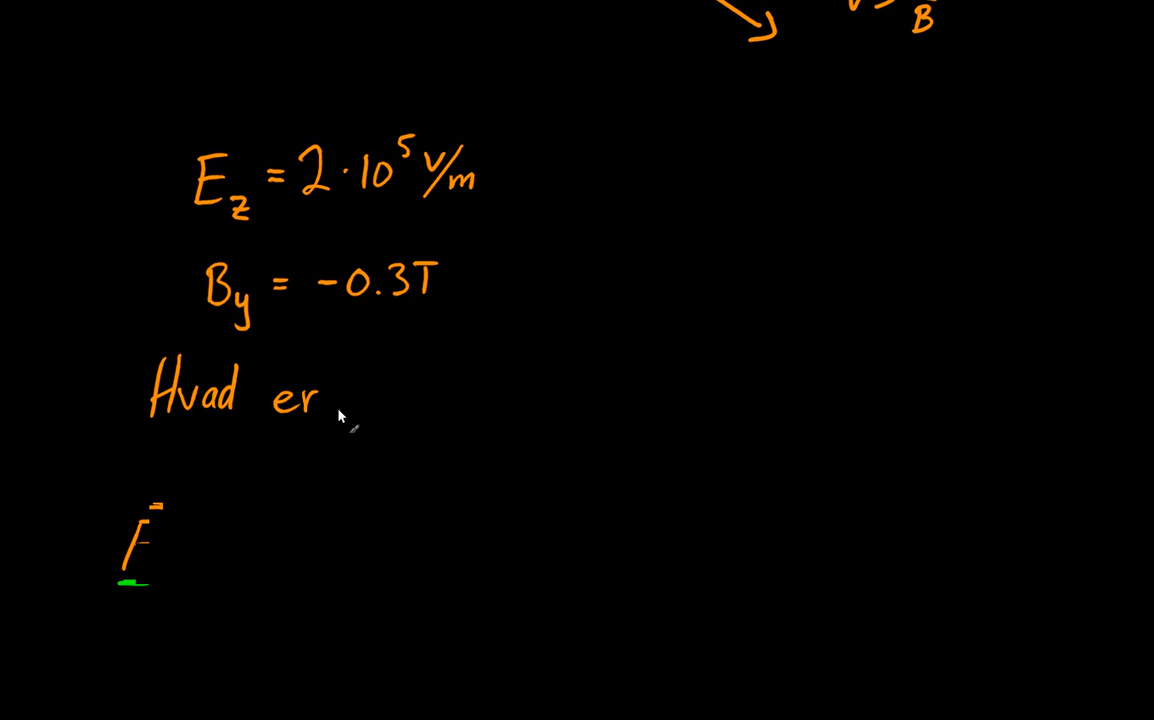 B
E_z = 2 · 10^5 V/m
B_y = -0.3T
Hvad er